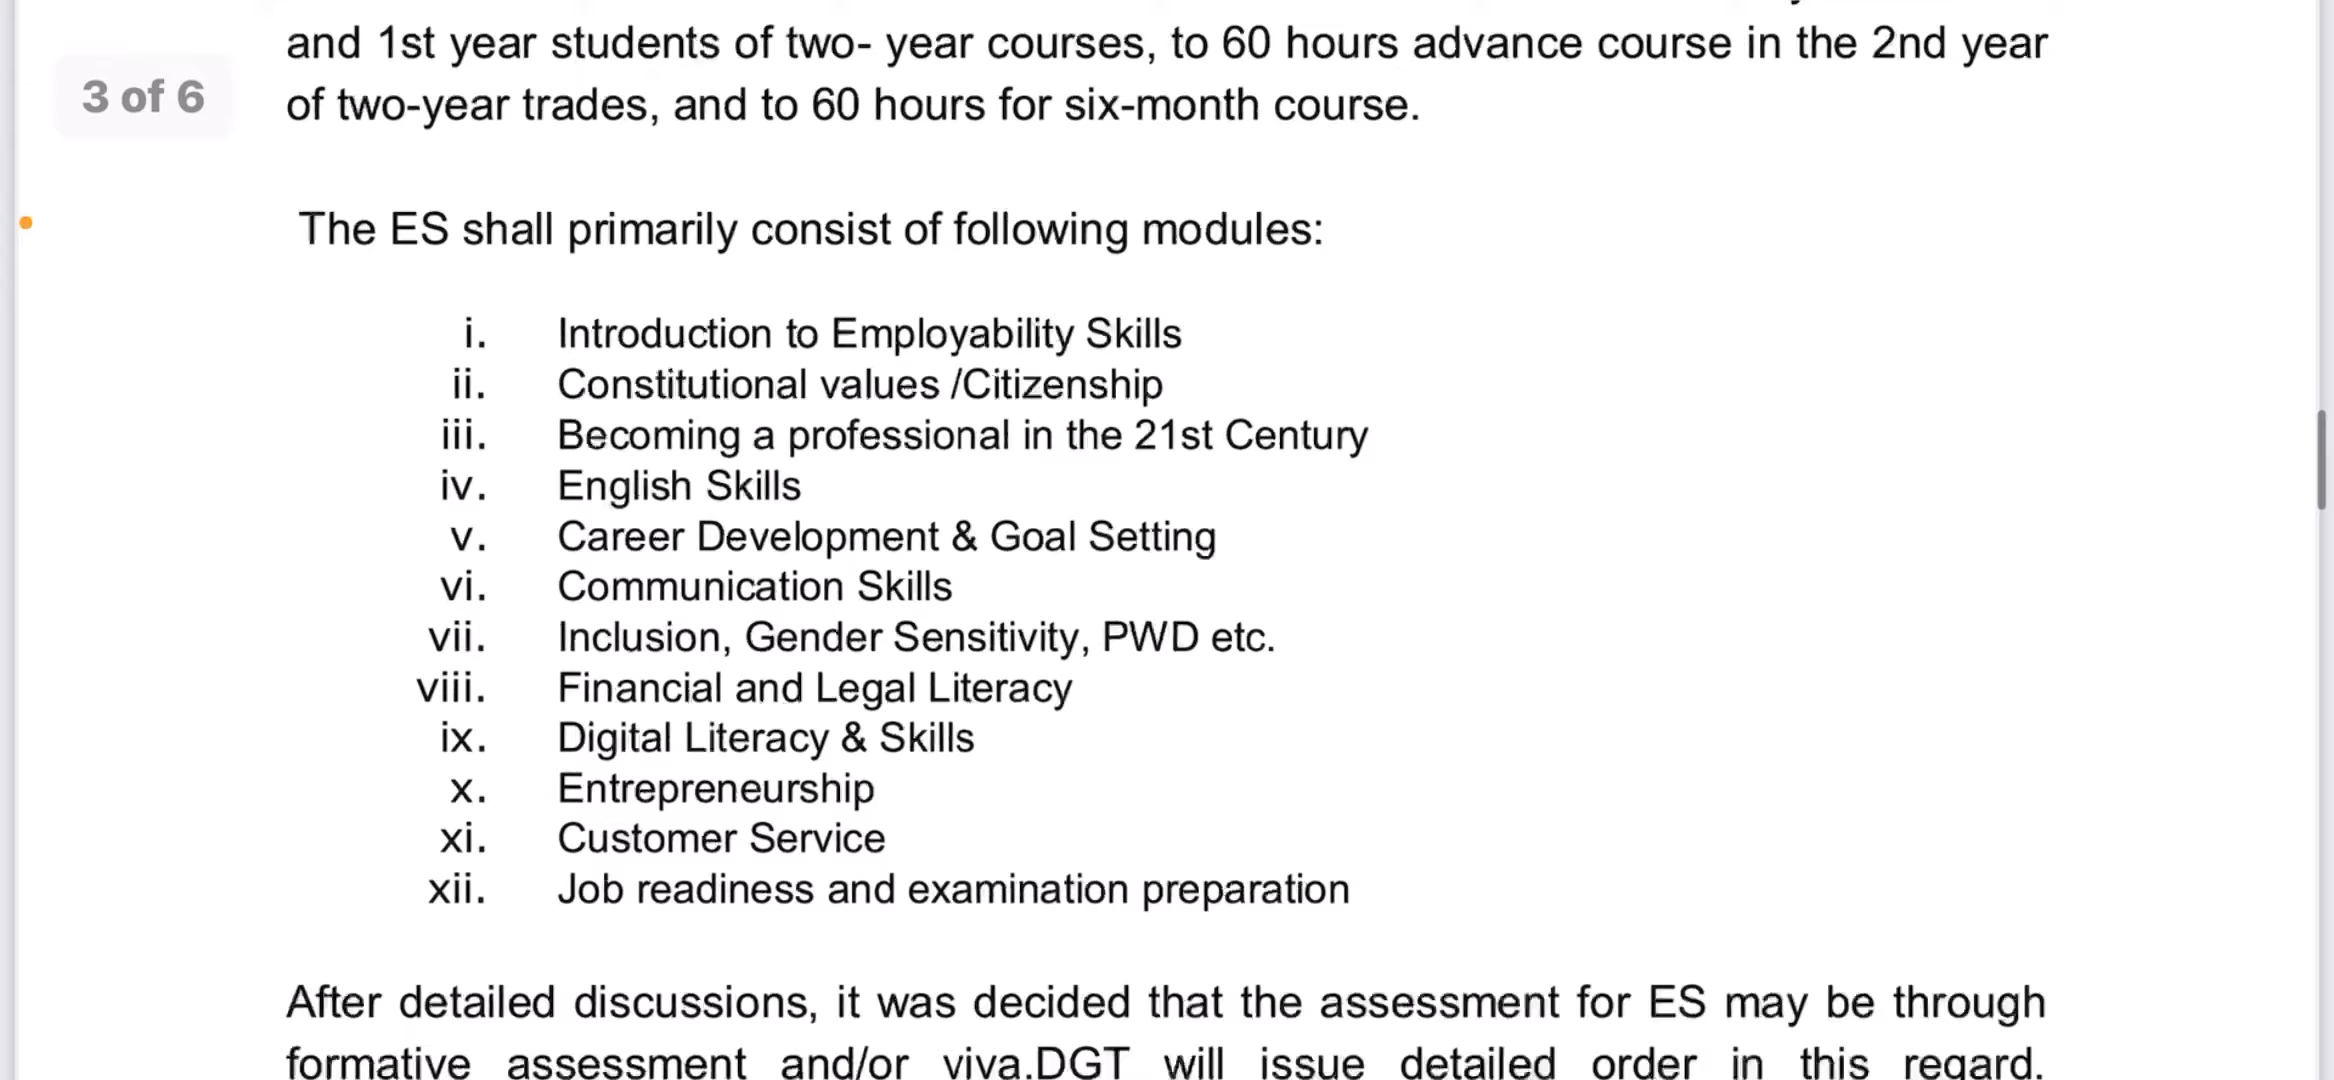 and 1st year students of two- year courses, to 60 hours advance course in the 2nd year
3 of 6
of two-year trades, and to 60 hours for six-month course.
The ES shall primarily consist of following modules:
i. Introduction to Employability Skills
ii. Constitutional values /Citizenship
iii. Becoming a professional in the 21st Century
iv. English Skills
v. Career Development & Goal Setting
vi. Communication Skills
vii. Inclusion, Gender Sensitivity, PWD etc.
viii. Financial and Legal Literacy
ix. Digital Literacy & Skills
x. Entrepreneurship
xi. Customer Service
xii. Job readiness and examination preparation
After detailed discussions, it was decided that the assessment for ES may be through
formative assessment and/or viva.DGT will issue detailed order in this regard.